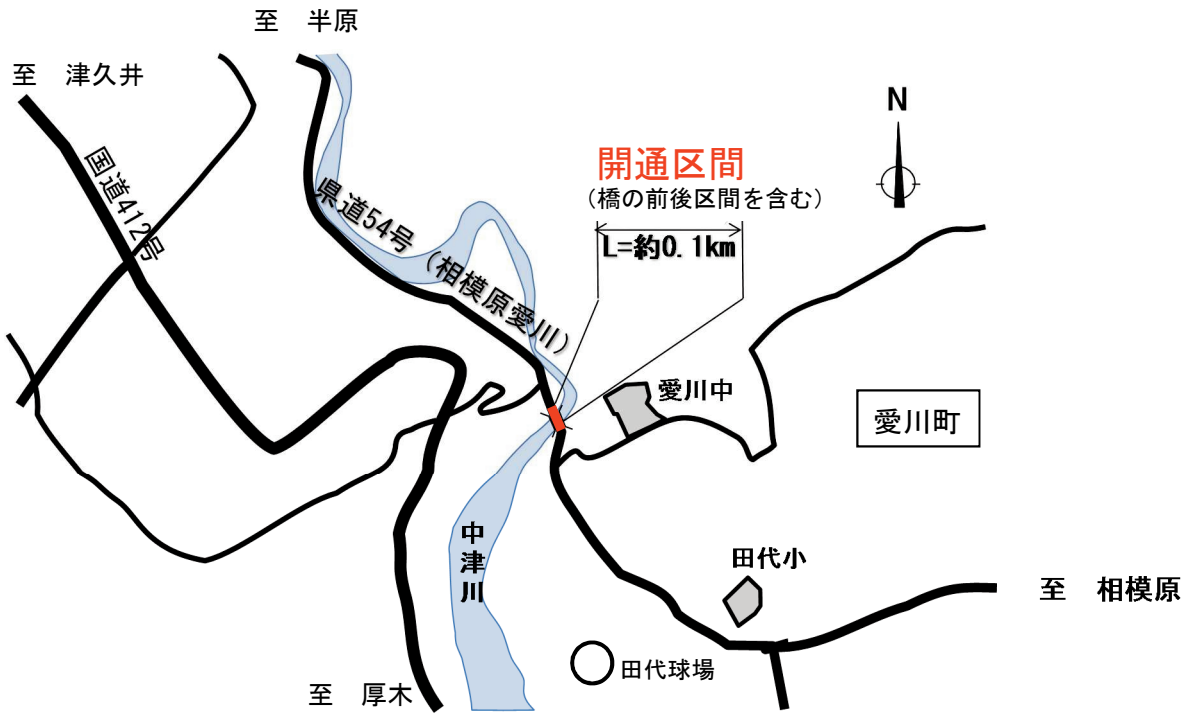 至　半原
至　津久井
N
国道412号
開通区間
（橋の前後区間を含む）
県道54号（相模原愛川）
L=約0.1km
愛川中
愛川町
中津川
田代小
至　相模原
田代球場
至　厚木